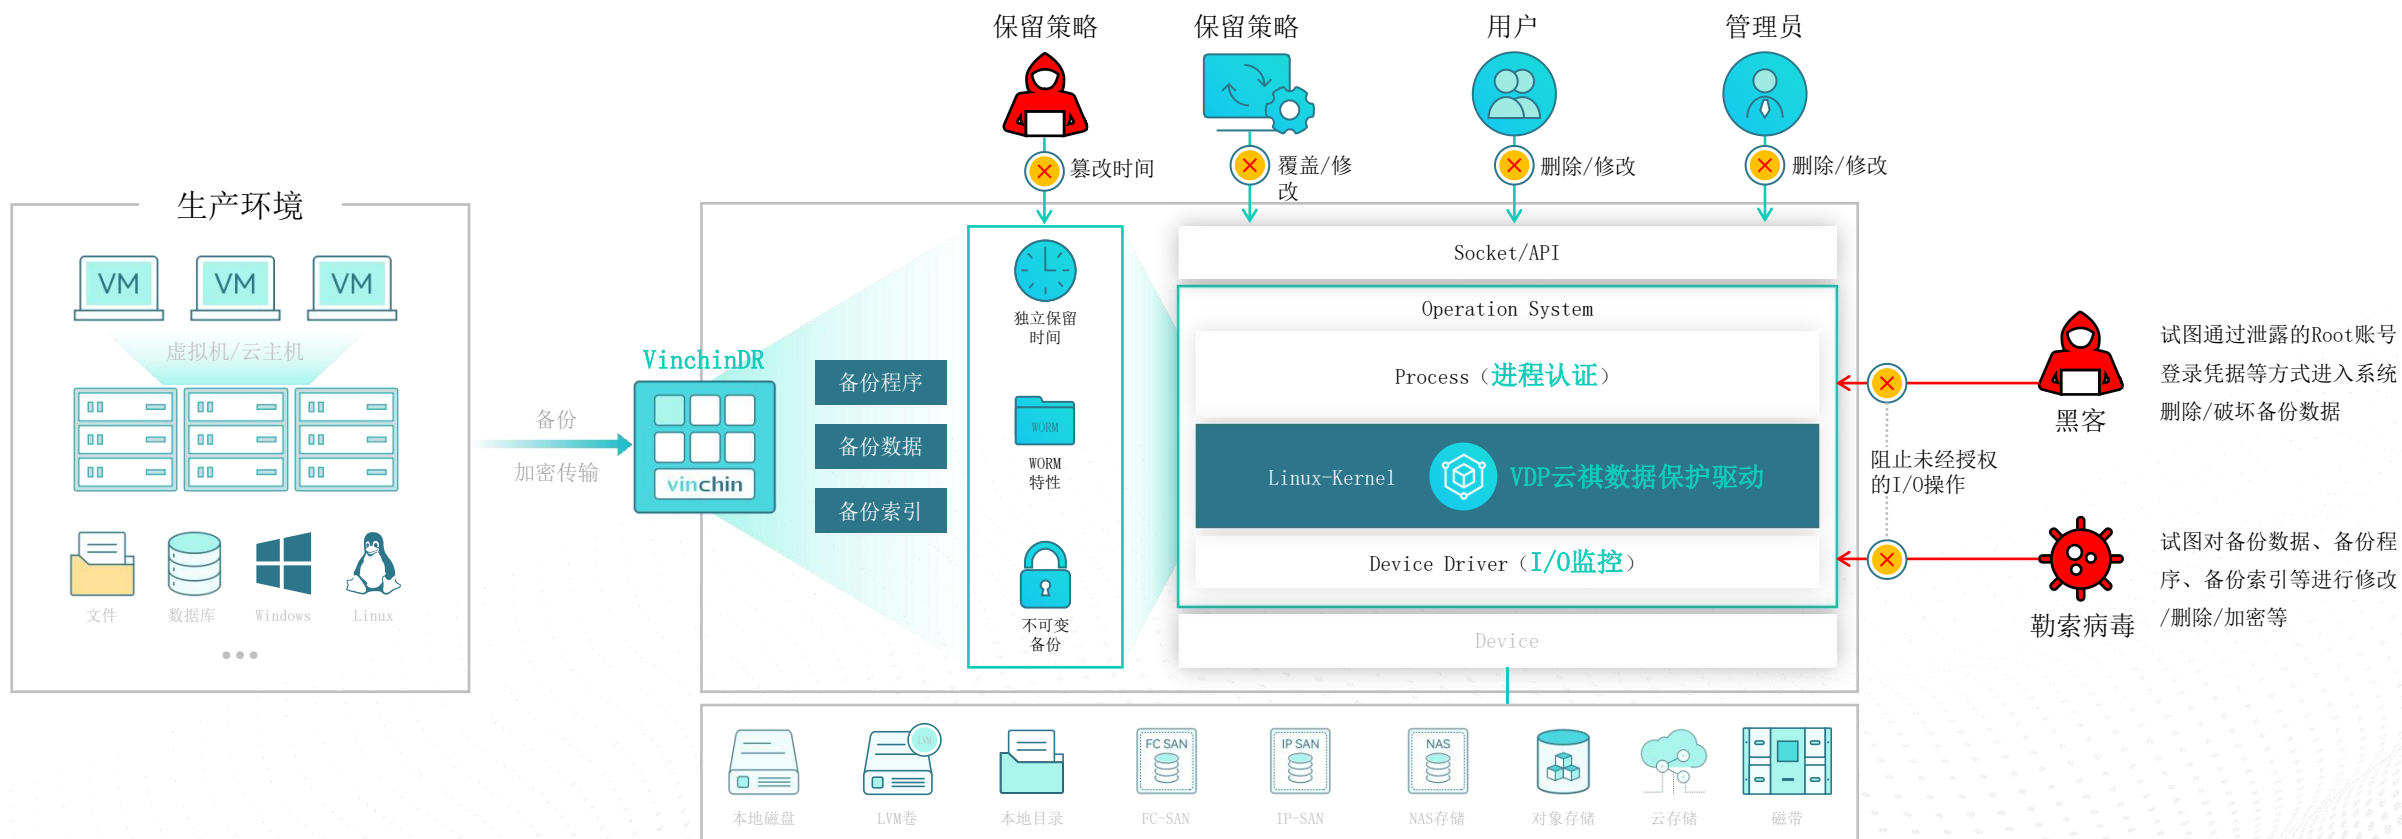 保留策略
保留策略
用户
管理员
篡改时间
覆盖/修
改
删除/修改
删除/修改
生产环境
VM
VM
VM
虚拟机/云主机
文件
数据库
Windows
Linux
备份
加密传输
VinchinDR
vinchin
备份程序
备份数据
备份索引
独立保留
时间
WORM
WORM
特性
不可变
备份
Socket/API
Operation System
Process（进程认证）
Linux-Kernel
VDP云祺数据保护驱动
Device Driver（I/O监控）
Device
黑客
试图通过泄露的Root账号
登录凭据等方式进入系统
删除/破坏备份数据
阻止未经授权
的I/O操作
勒索病毒
试图对备份数据、备份程
序、备份索引等进行修改
/删除/加密等
LVM
FC SAN
IP SAN
NAS
本地磁盘
LVM卷
本地目录
FC-SAN
IP-SAN
NAS存储
对象存储
云存储
磁带